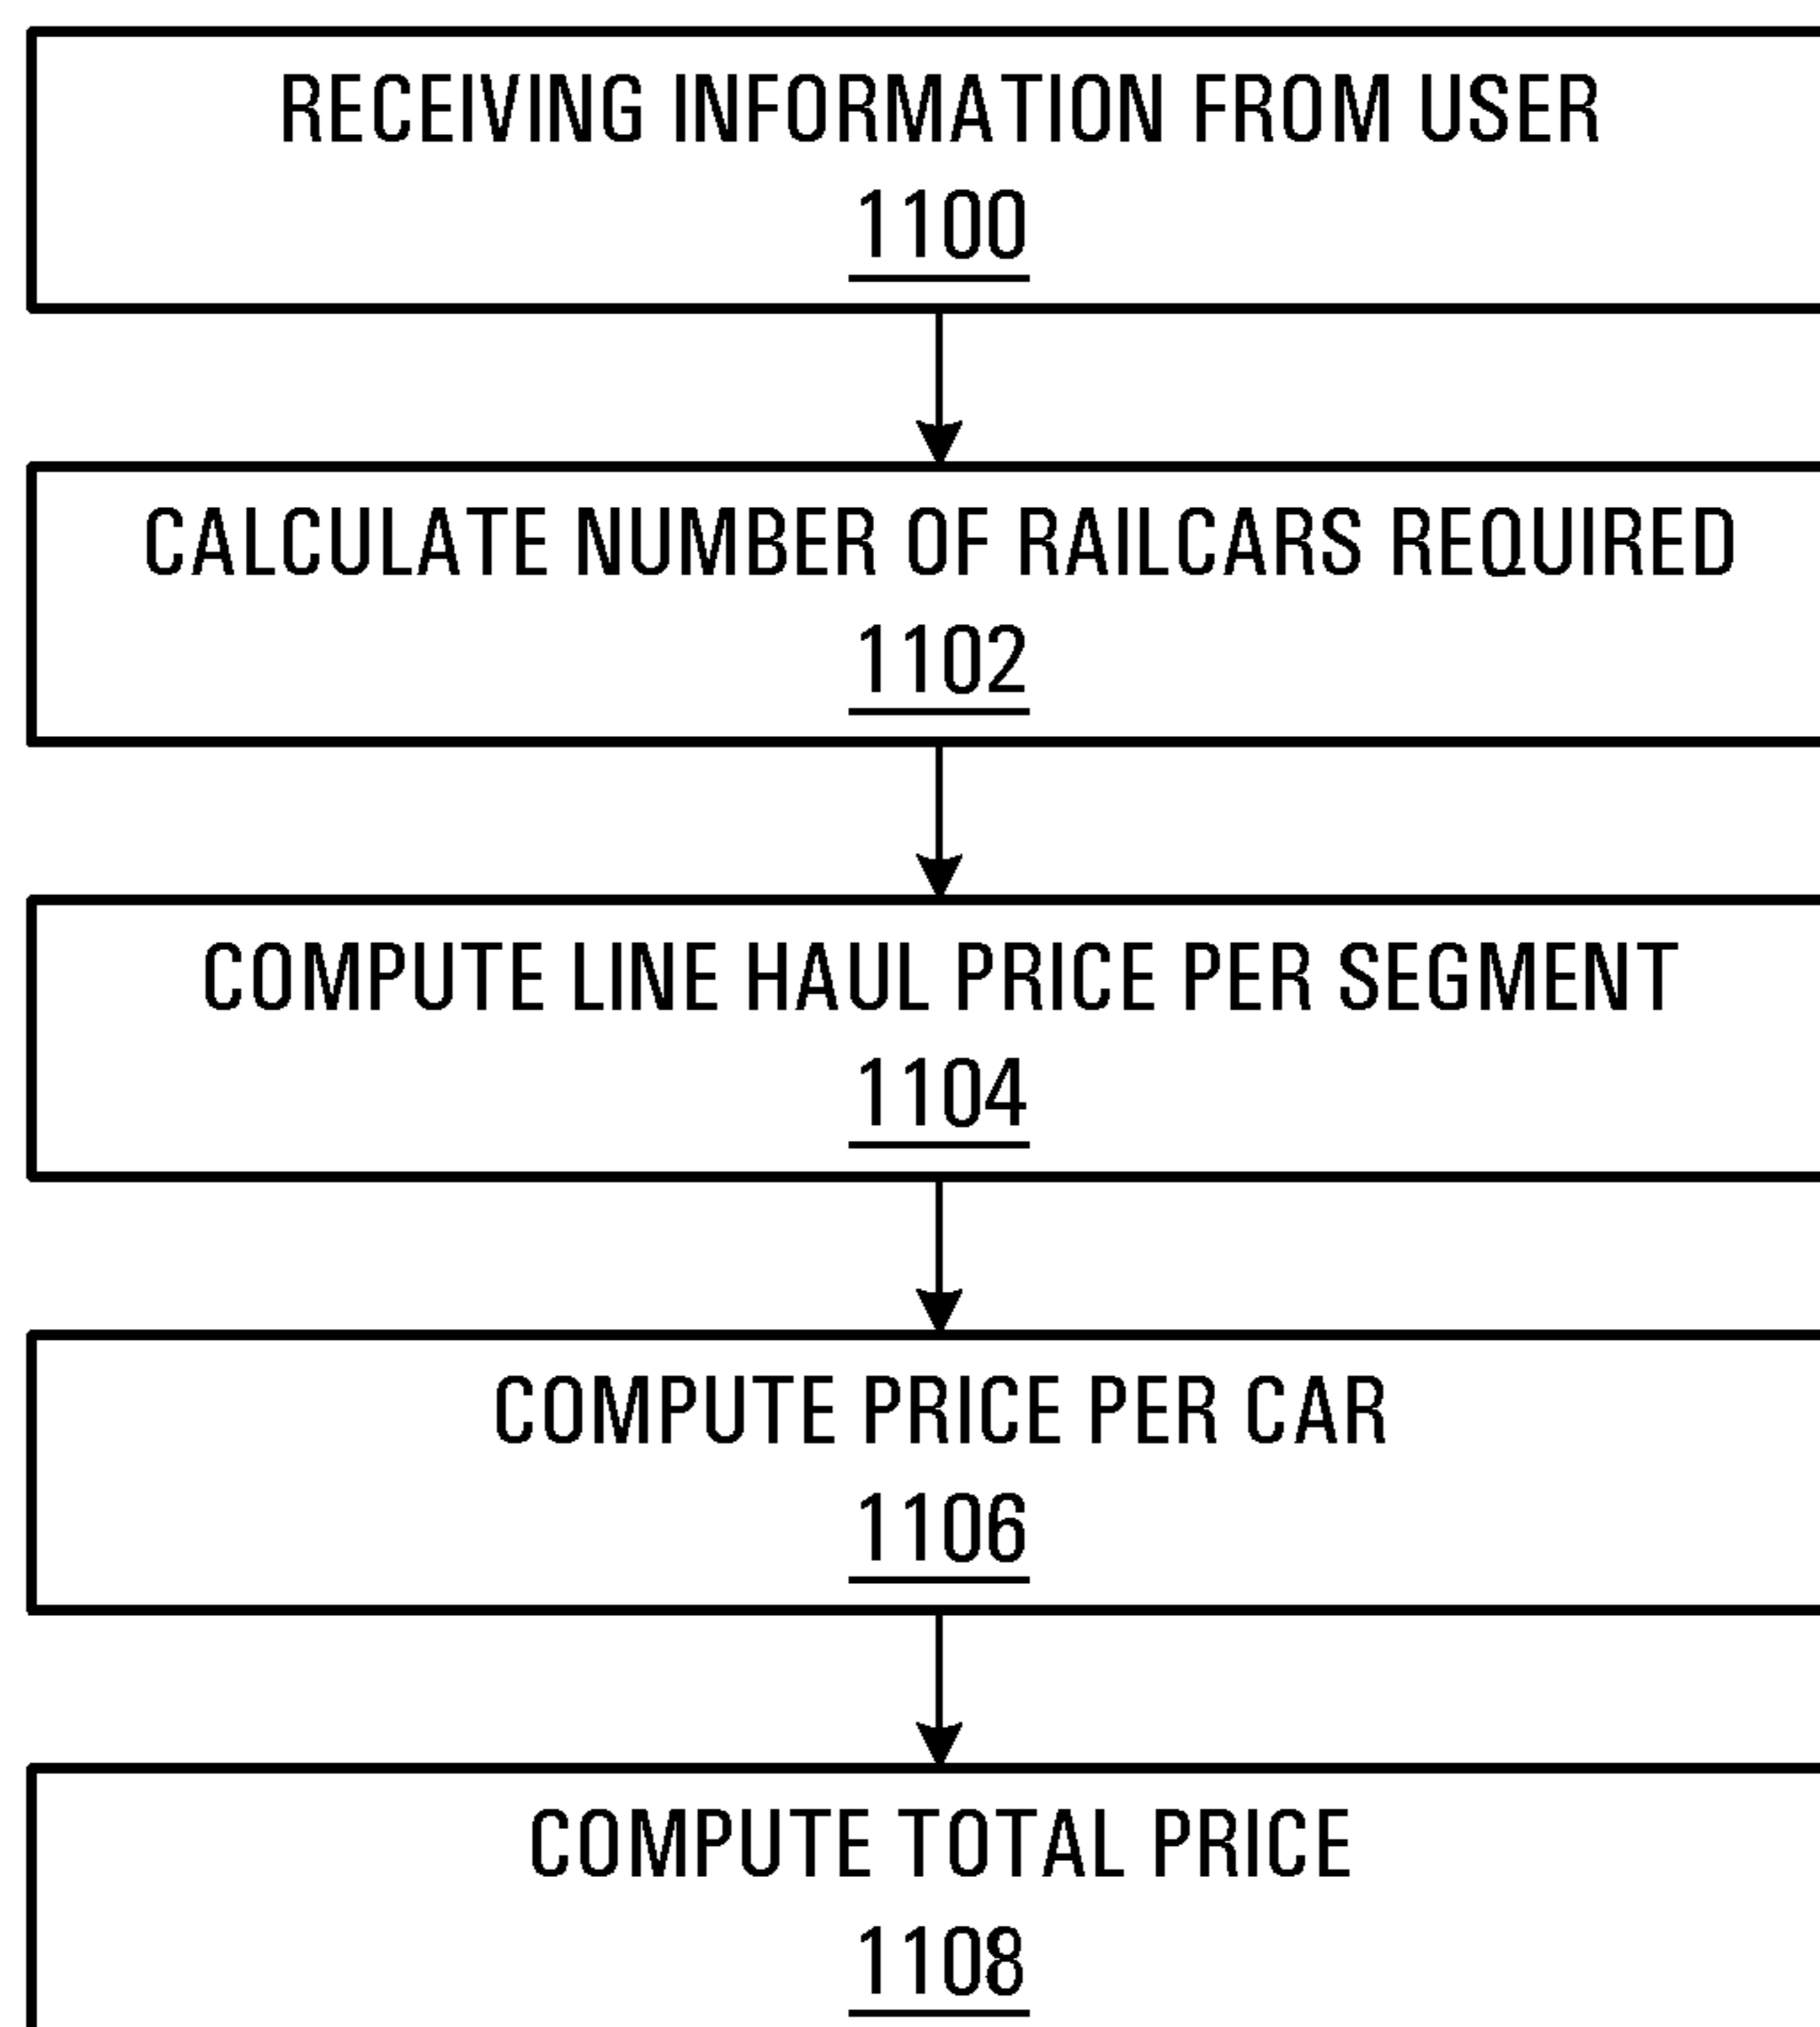 RECEIVING INFORMATION FROM USER
1100
CALCULATE NUMBER OF RAILCARS REQUIRED
1102
COMPUTE LINE HAUL PRICE PER SEGMENT
1104
COMPUTE PRICE PER CAR
1106
COMPUTE TOTAL PRICE
1108